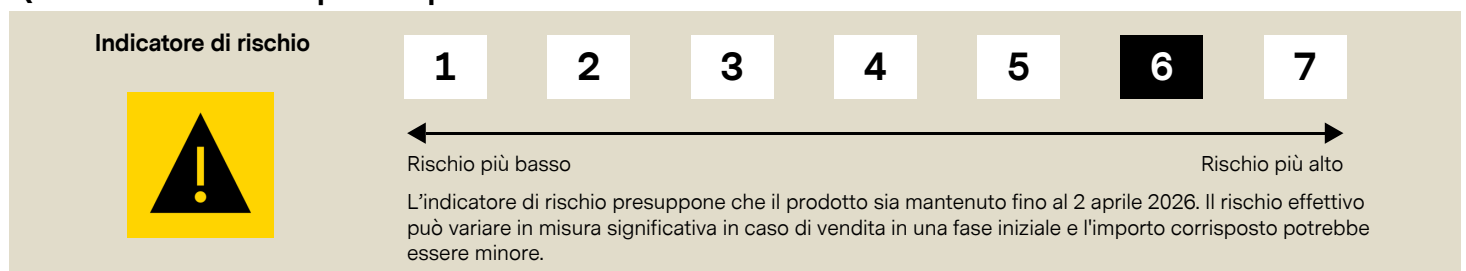 Indicatore di rischio
1 2 3 4 5 6 7
Rischio più basso
Rischio più alto
L'indicatore di rischio presuppone che il prodotto sia mantenuto fino al 2 aprile 2026. Il rischio effettivo
può variare in misura significativa in caso di vendita in una fase iniziale e l'importo corrisposto potrebbe
essere minore.